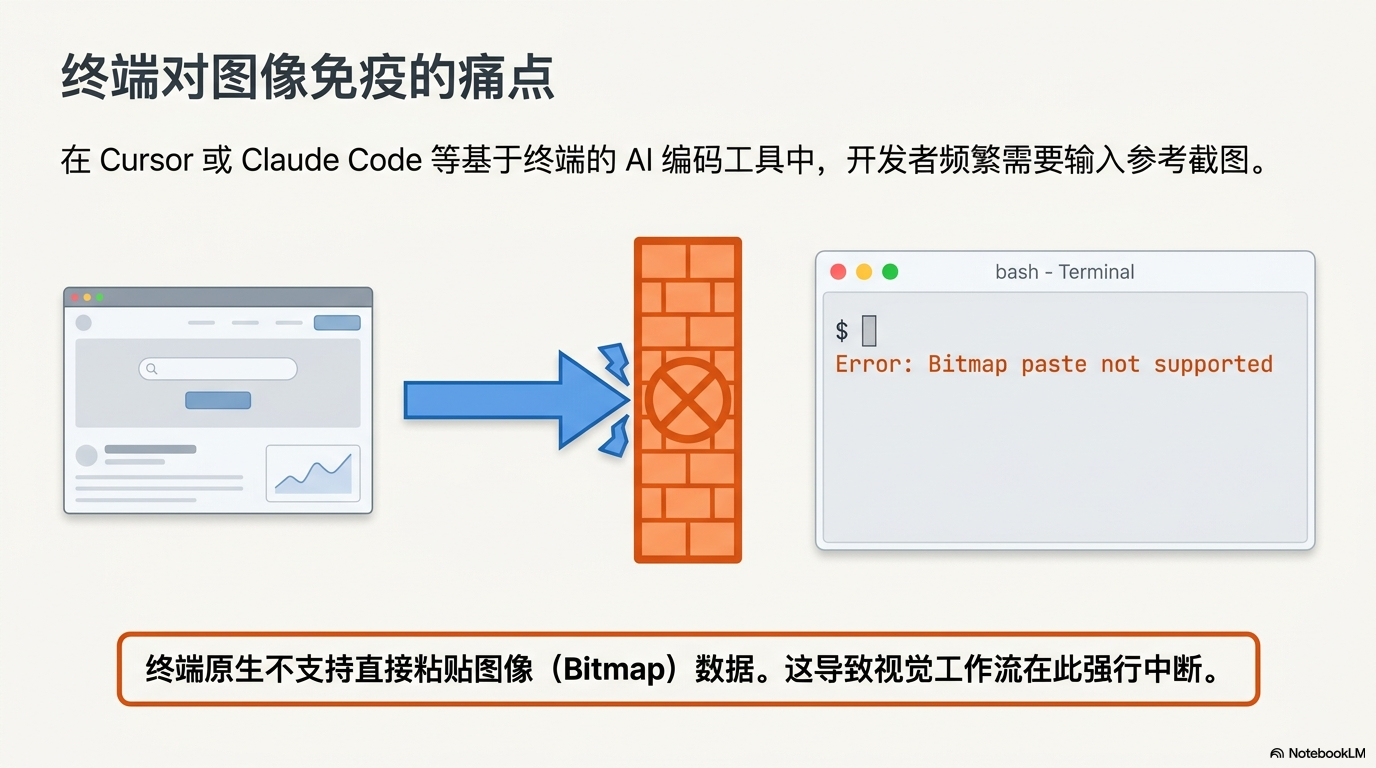 终端对图像免疫的痛点
在 Cursor 或 Claude Code 等基于终端的 AI 编码工具中，开发者频繁需要输入参考截图。
bash - Terminal
$
Error: Bitmap paste not supported
终端原生不支持直接粘贴图像（Bitmap）数据。这导致视觉工作流在此强行中断。
NotebookLM